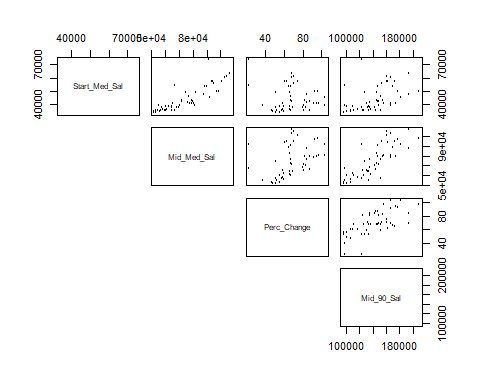 40000 70000 5e+04 8e+04 40 80 100000 180000
Start_Med_Sal 40000 70000
Mid_Med_Sal 5e+04 9e+04
Perc_Change 40 80
Mid_90_Sal 100000 200000
100000 180000